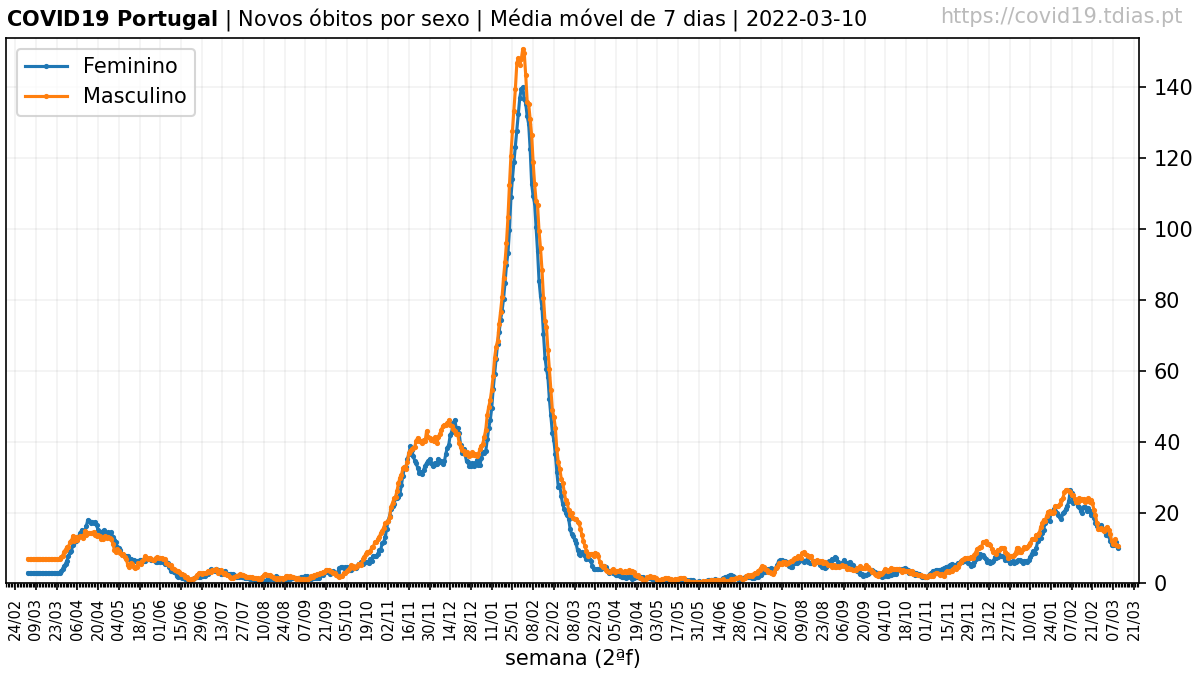 COVID19 Portugal | Novos óbitos por sexo | Média móvel de 7 dias | 2022-03-10
https://covid19.tdias.pt
Feminino
Masculino
140
120
100
80
60
40
20
0
24/02 09/03 23/03 06/04 20/04 04/05 18/05 01/06 15/06 29/06 13/07 27/07 10/08 24/08 07/09 21/09 05/10 19/10 02/11 16/11 30/11 14/12 28/12 11/01 25/01 08/02 22/02 08/03 22/03 05/04 19/04 03/05 17/05 31/05 14/06 28/06 12/07 26/07 09/08 23/08 06/09 20/09 04/10 18/10 01/11 15/11 29/11 13/12 27/12 10/01 24/01 07/02 21/02 07/03 21/03
semana (2ªf)